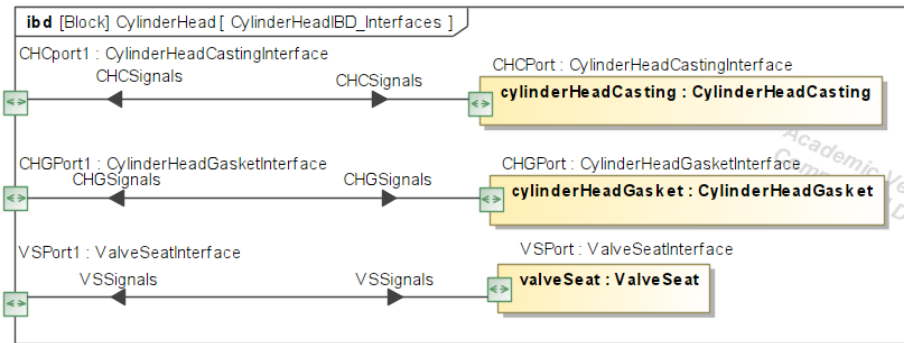 ibd [Block] CylinderHead [ CylinderHeadIBD_Interfaces ]
CHCport1 : CylinderHeadCastingInterface
CHCSignals
CHCSignals
CHCPort : CylinderHeadCastingInterface
cylinderHeadCasting : CylinderHeadCasting
CHGPort1 : CylinderHeadGasketInterface
CHGSignals
CHGSignals
CHGPort : CylinderHeadGasketInterface
cylinderHeadGasket : CylinderHeadGasket
VSPort1 : ValveSeatInterface
VSSignals
VSSignals
VSPort : ValveSeatInterface
valveSeat : ValveSeat
Academic